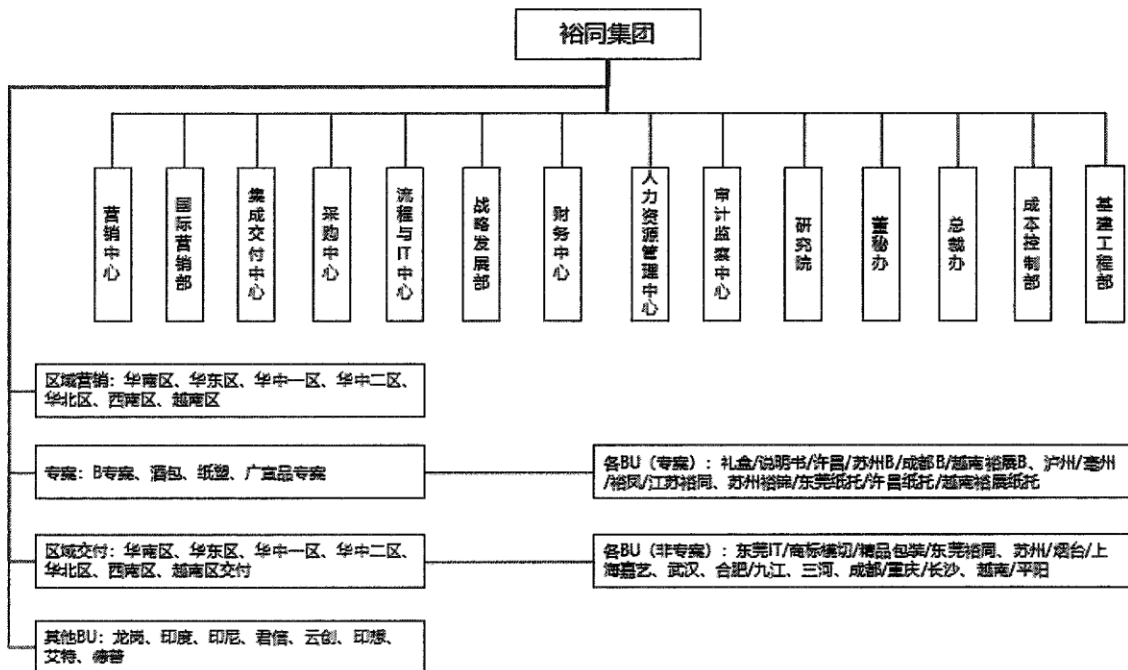 裕同集团
营销中心
国际营销部
集成交付中心
采购中心
流程与IT中心
战略发展部
财务中心
人力资源管理中心
审计监察中心
研究院
董秘办
总裁办
成本控制部
基建工程部
区域营销：华南区、华东区、华中一区、华中二区、
华北区、西南区、越南区
专案：B专案、酒包、纸塑、广宣品专案
各BU（专案）：礼盒/说明书/许昌/苏州B/成都B/越南裕展B、泸州/亳州
/裕凤/江苏裕同、苏州裕锦/东莞纸托/许昌纸托/越南裕展纸托
区域交付：华南区、华东区、华中一区、华中二区、
华北区、西南区、越南区交付
各BU（非专案）：东莞IT/商标模切/精品包装/东莞裕同、苏州/烟台/上
海嘉艺、武汉、合肥/九江、三河、成都/重庆/长沙、越南/平阳
其他BU：龙岗、印度、印尼、君信、云创、印想、
艾特、德普